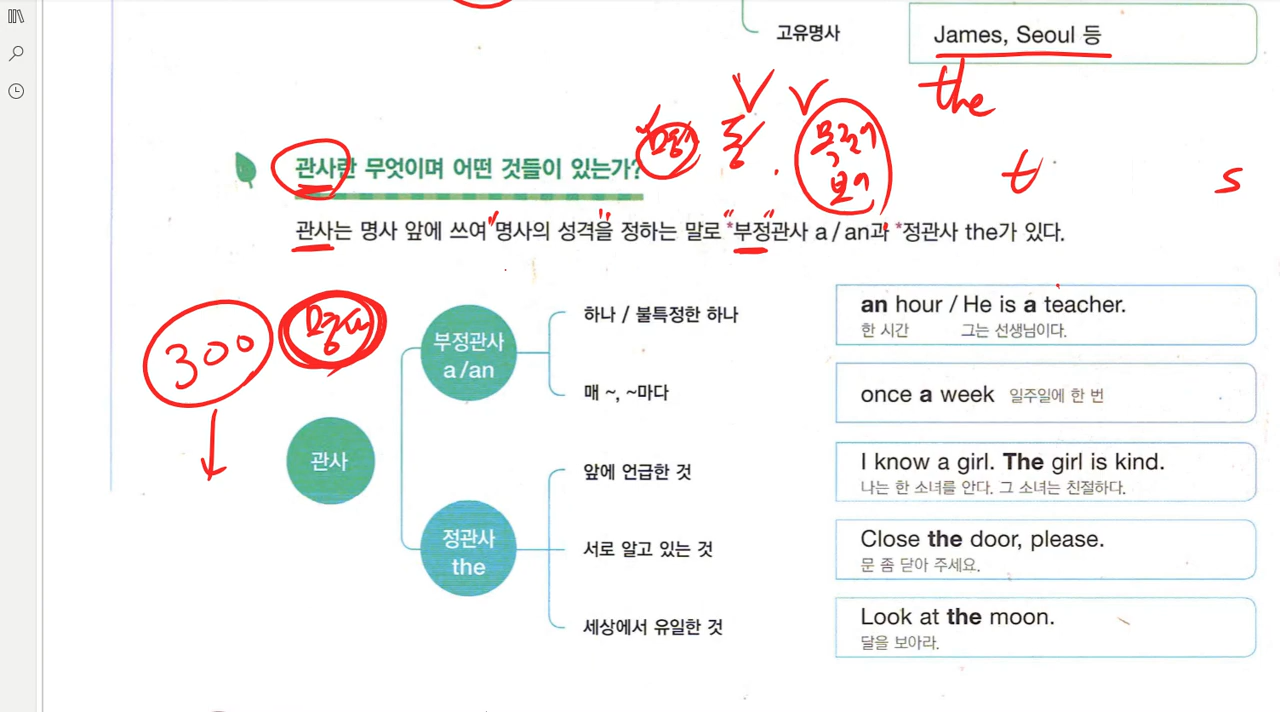 고유명사
James, Seoul 등
the
명사
동
목적어
보어
t
s
관사란 무엇이며 어떤 것들이 있는가?
관사는 명사 앞에 쓰여 명사의 성격을 정하는 말로 *부정관사 a / an과 *정관사 the가 있다.
300
명사
관사
부정관사
a /an
하나 / 불특정한 하나
an hour / He is a teacher.
한 시간 그는 선생님이다.
매 ~, ~마다
once a week 일주일에 한 번
정관사
the
앞에 언급한 것
I know a girl. The girl is kind.
나는 한 소녀를 안다. 그 소녀는 친절하다.
서로 알고 있는 것
Close the door, please.
문 좀 닫아 주세요.
세상에서 유일한 것
Look at the moon.
달을 보아라.